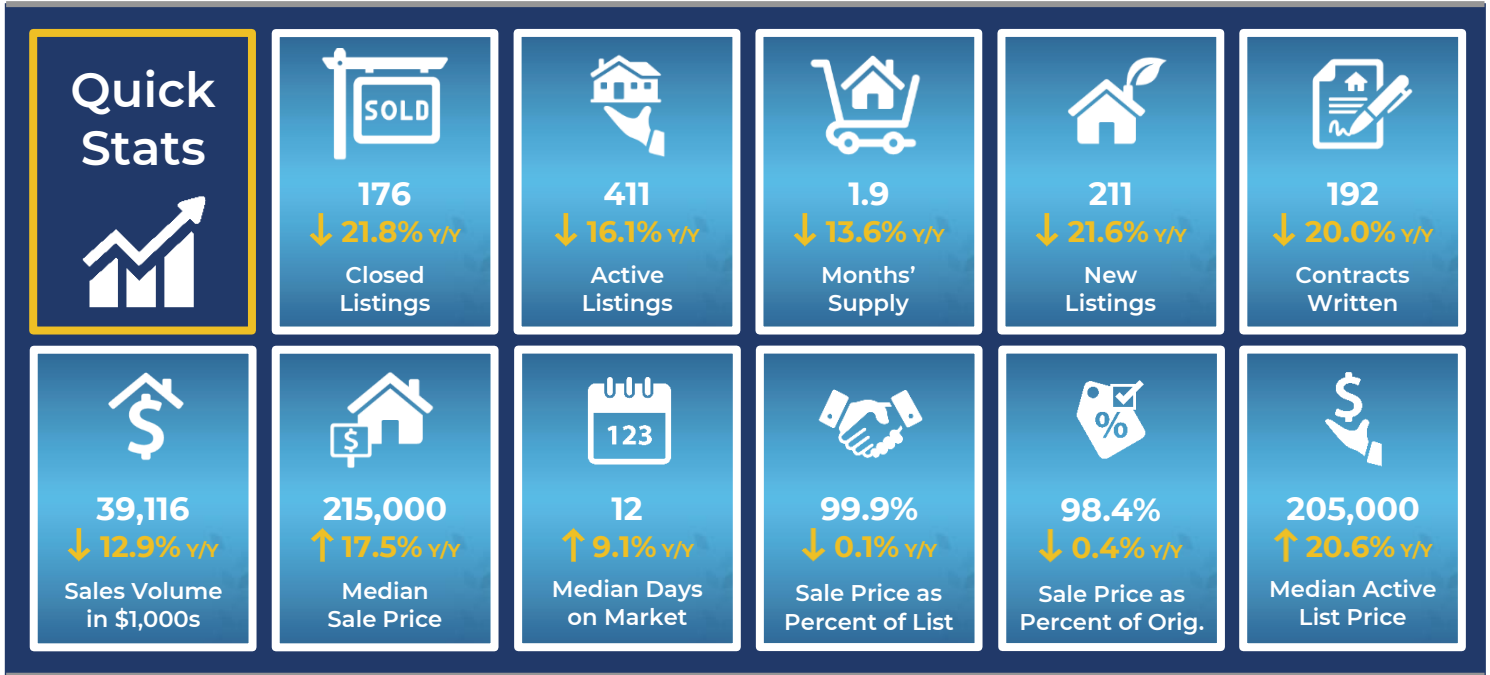 Quick
Stats
SOLD
176
↓ 21.8% Y/Y
Closed
Listings
411
↓ 16.1% Y/Y
Active
Listings
1.9
↓ 13.6% Y/Y
Months’
Supply
211
↓ 21.6% Y/Y
New
Listings
192
↓ 20.0% Y/Y
Contracts
Written
$
39,116
↓ 12.9% Y/Y
Sales Volume
in $1,000s
$
215,000
↑ 17.5% Y/Y
Median
Sale Price
123
12
↑ 9.1% Y/Y
Median Days
on Market
99.9%
↓ 0.1% Y/Y
Sale Price as
Percent of List
%
98.4%
↓ 0.4% Y/Y
Sale Price as
Percent of Orig.
$
205,000
↑ 20.6% Y/Y
Median Active
List Price